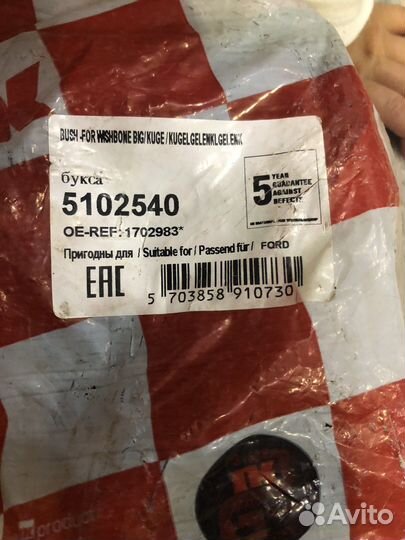 BUSH -FOR WISHBONE BIG/ KUGE / KUGELGELENKLGELENK
букса
5102540
OE-REF: 1702983*
Пригодны для / Suitable for / Passend für / FORD
5 YEAR
GUARANTEE
AGAINST
DEFECTS
EAC
5 703858 910730
product
Avito